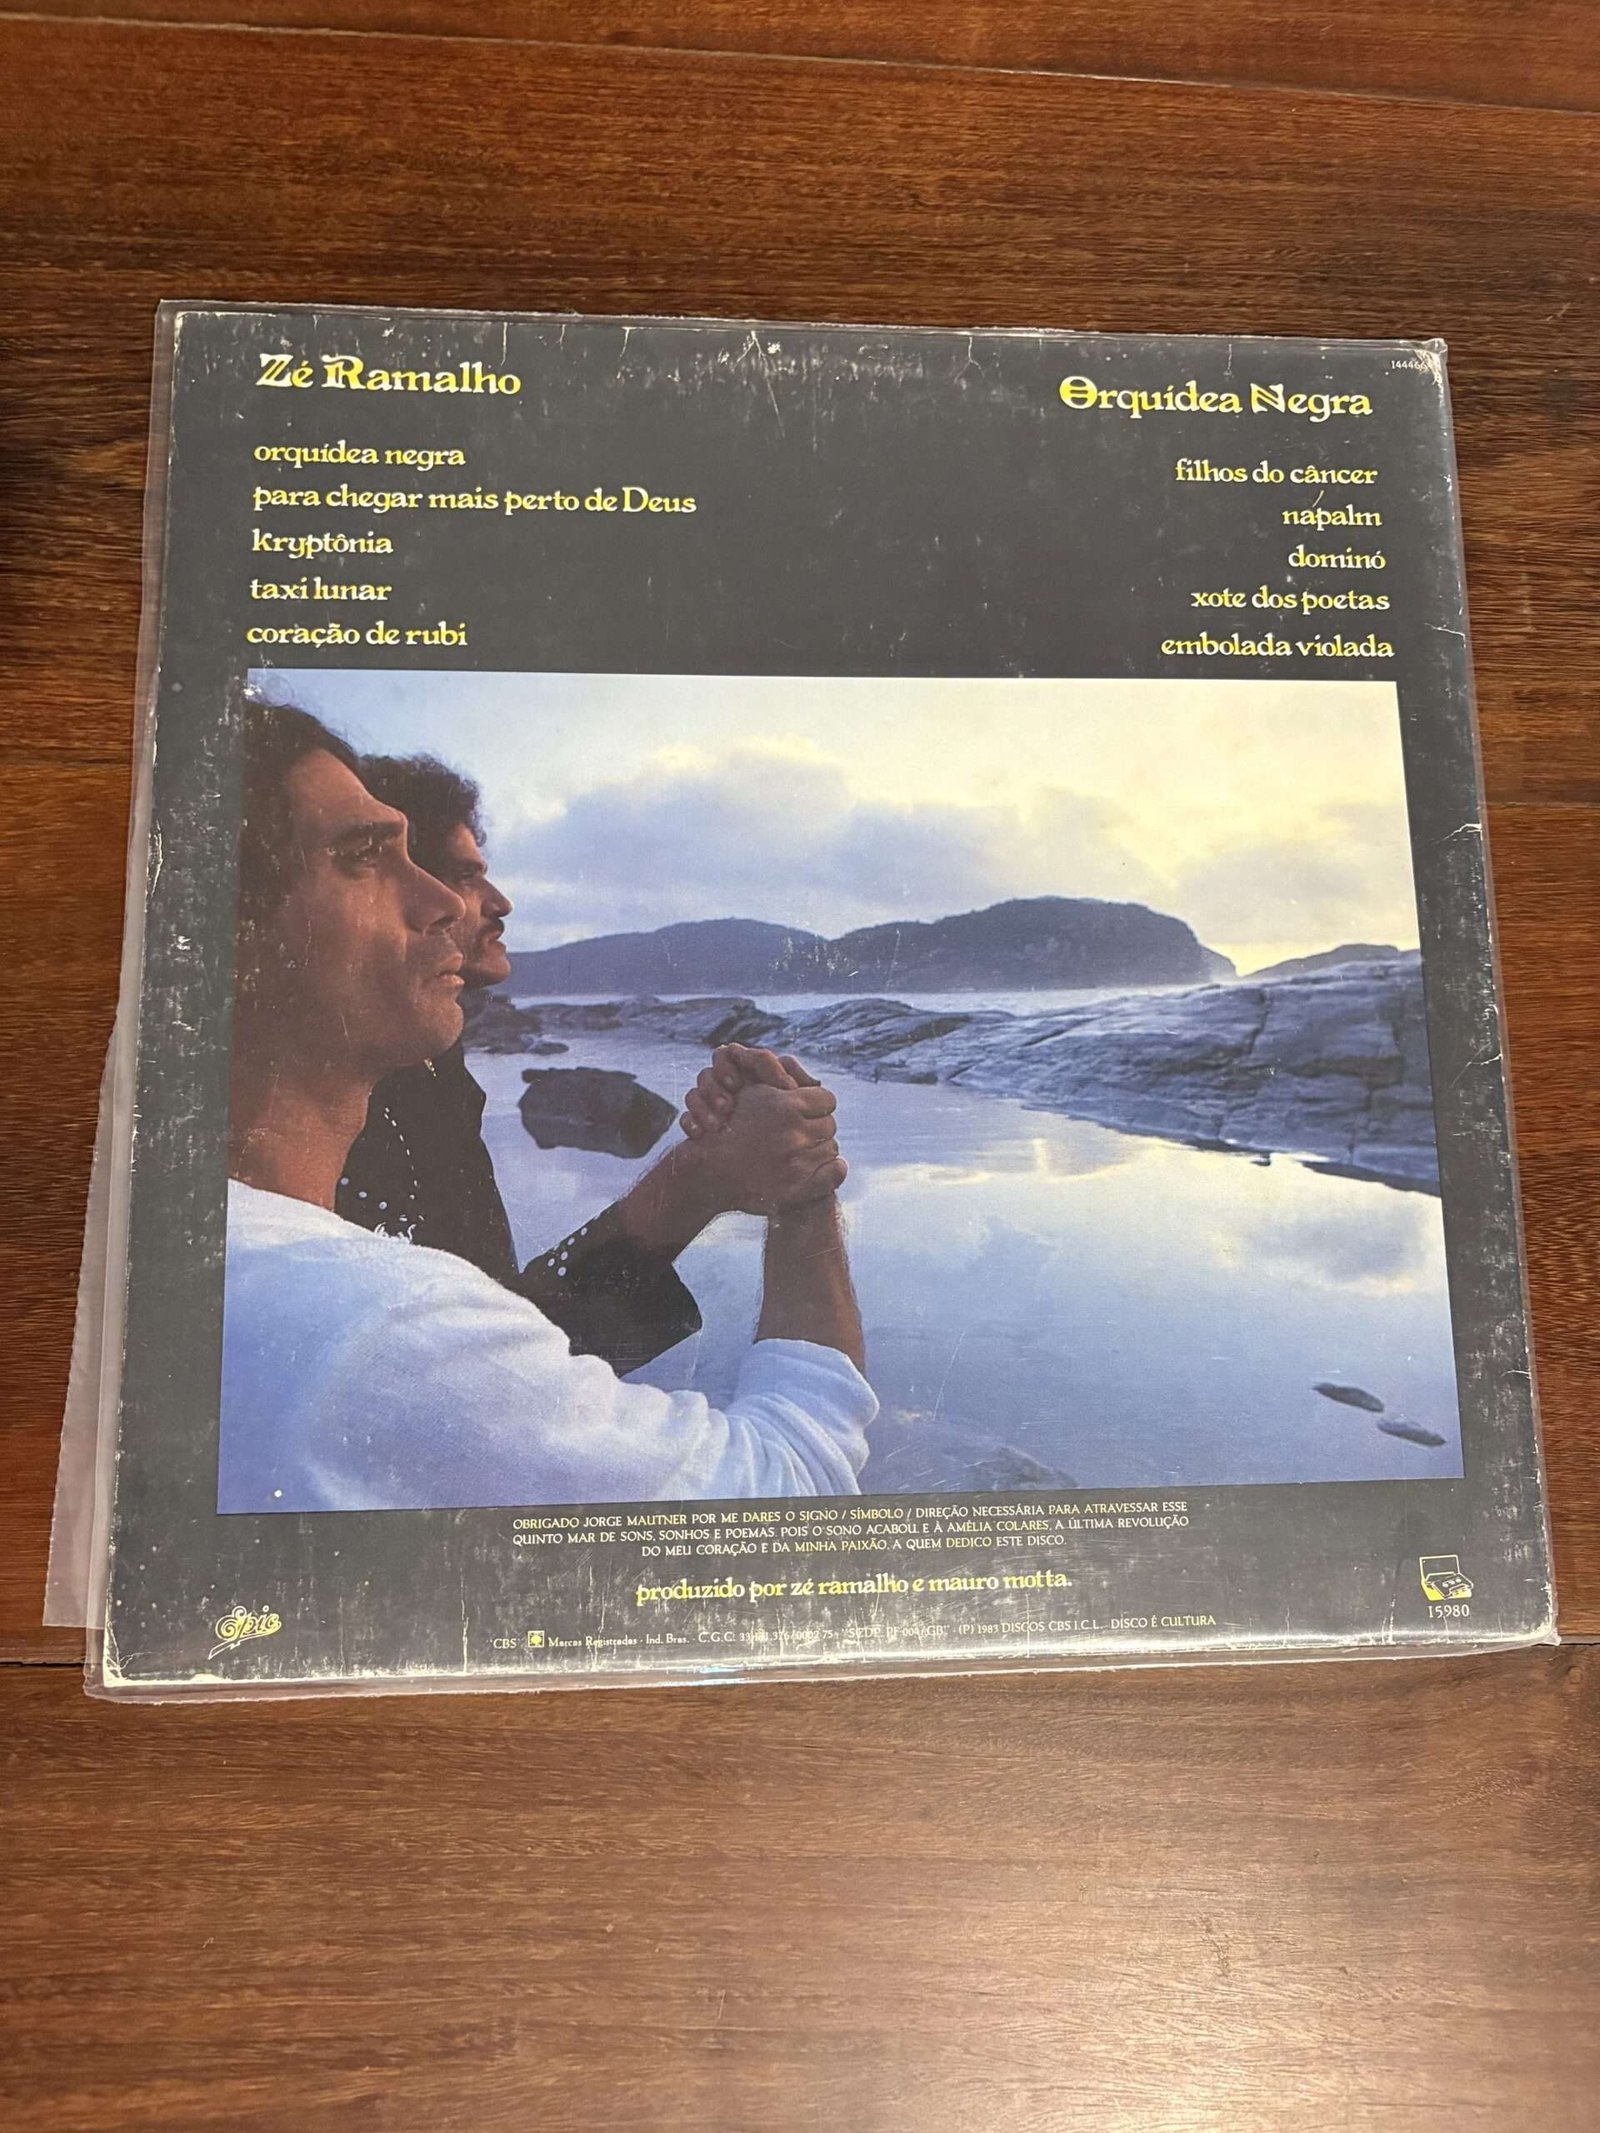 Zé Ramalho
Orquídea Negra
orquídea negra
para chegar mais perto de Deus
kryptônia
taxi lunar
coração de rubi
filhos do câncer
napalm
dominó
xote dos poetas
embolada violada
OBRIGADO JORGE MAUTNER POR ME DARES O SIGNO / SÍMBOLO / DIREÇÃO NECESSÁRIA PARA ATRAVESSAR ESSE
QUINTO MAR DE SONS, SONHOS E POEMAS, POIS O SONO ACABOU. E À AMÉLIA COLARES, A ÚLTIMA REVOLUÇÃO
DO MEU CORAÇÃO E DA MINHA PAIXÃO, A QUEM DEDICO ESTE DISCO.
produzido por zé ramalho e mauro motta.
Epic
15980
"CBS" Marcas Registradas - Ind. Bras. - C.G.C. (P) 1983 DISCOS CBS I.C.L. DISCO É CULTURA